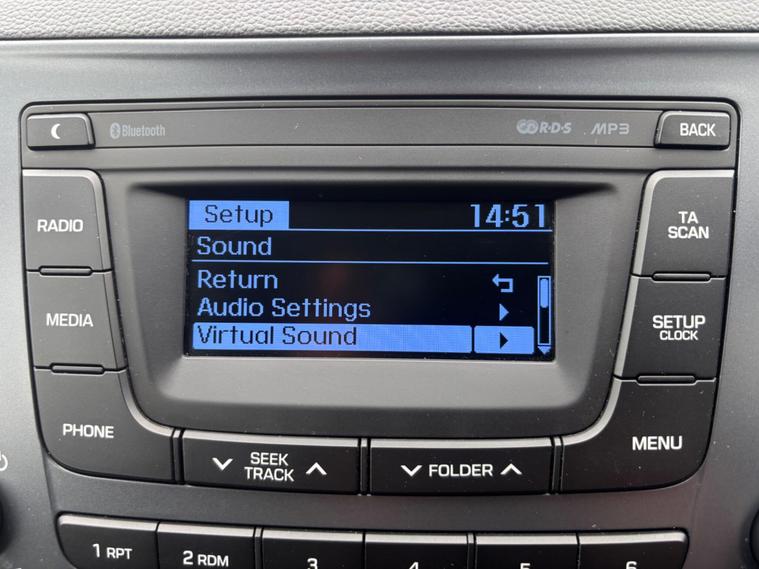 Bluetooth
R·D·S MP3 BACK
RADIO
Setup 14:51
Sound
Return
Audio Settings
Virtual Sound
TA
SCAN
MEDIA
SETUP
CLOCK
PHONE
MENU
SEEK
TRACK
FOLDER
1 RPT 2 RDM 3 4 5 6